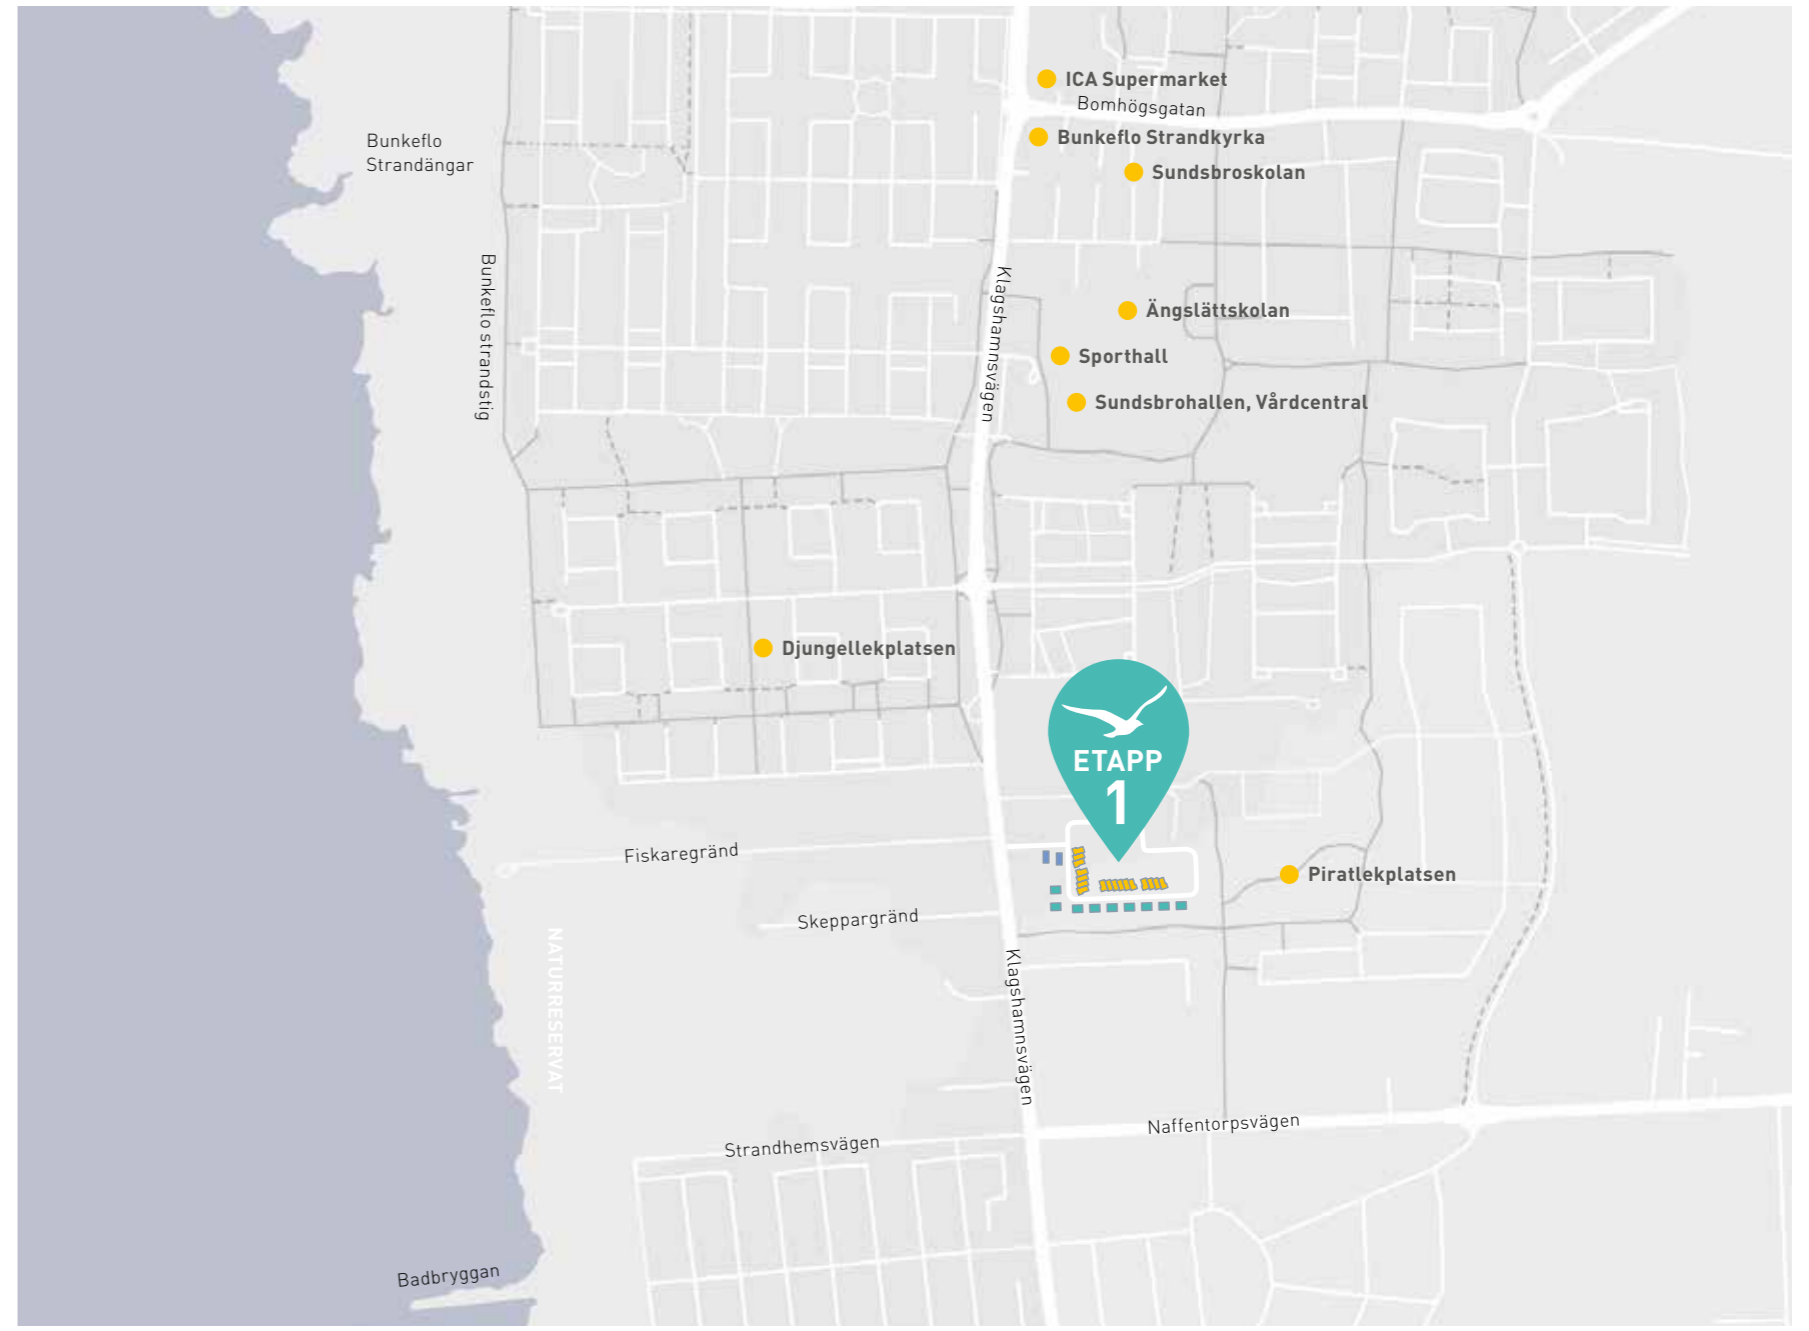 ICA Supermarket
Bomhögsgatan
Bunkeflo Strandkyrka
Bunkeflo
Strandängar
Sundsbroskolan
Bunkeflo strandstig
Klagshamnsvägen
Ängslättskolan
Sporthall
Sundsbrohallen, Vårdcentral
Djungellekplatsen
ETAPP
1
Fiskaregränd
Piratlekplatsen
Skeppargränd
NATURRESERVAT
Klagshamnsvägen
Naffentorpsvägen
Strandhemsvägen
Badbryggan